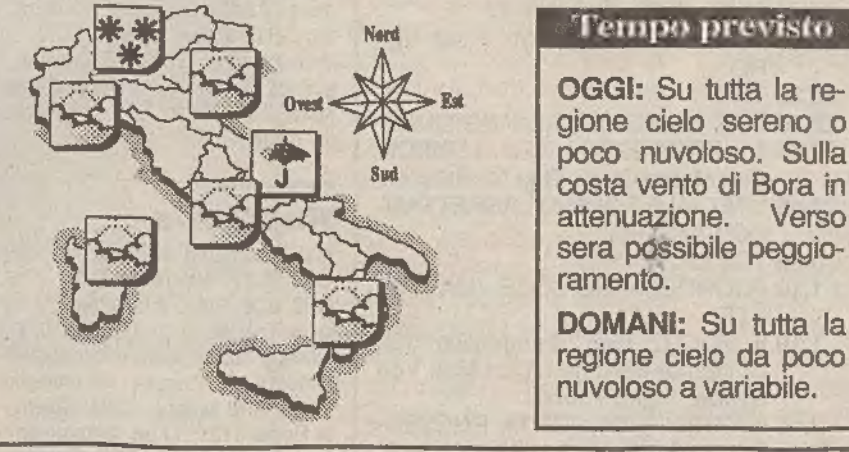 Nord
Ovest
Est
Sud
Tempo previsto
OGGI: Su tutta la re-
gione cielo sereno o
poco nuvoloso. Sulla
costa vento di Bora in
attenuazione. Verso
sera possibile peggio-
ramento.
DOMANI: Su tutta la
regione cielo da poco
nuvoloso a variabile.